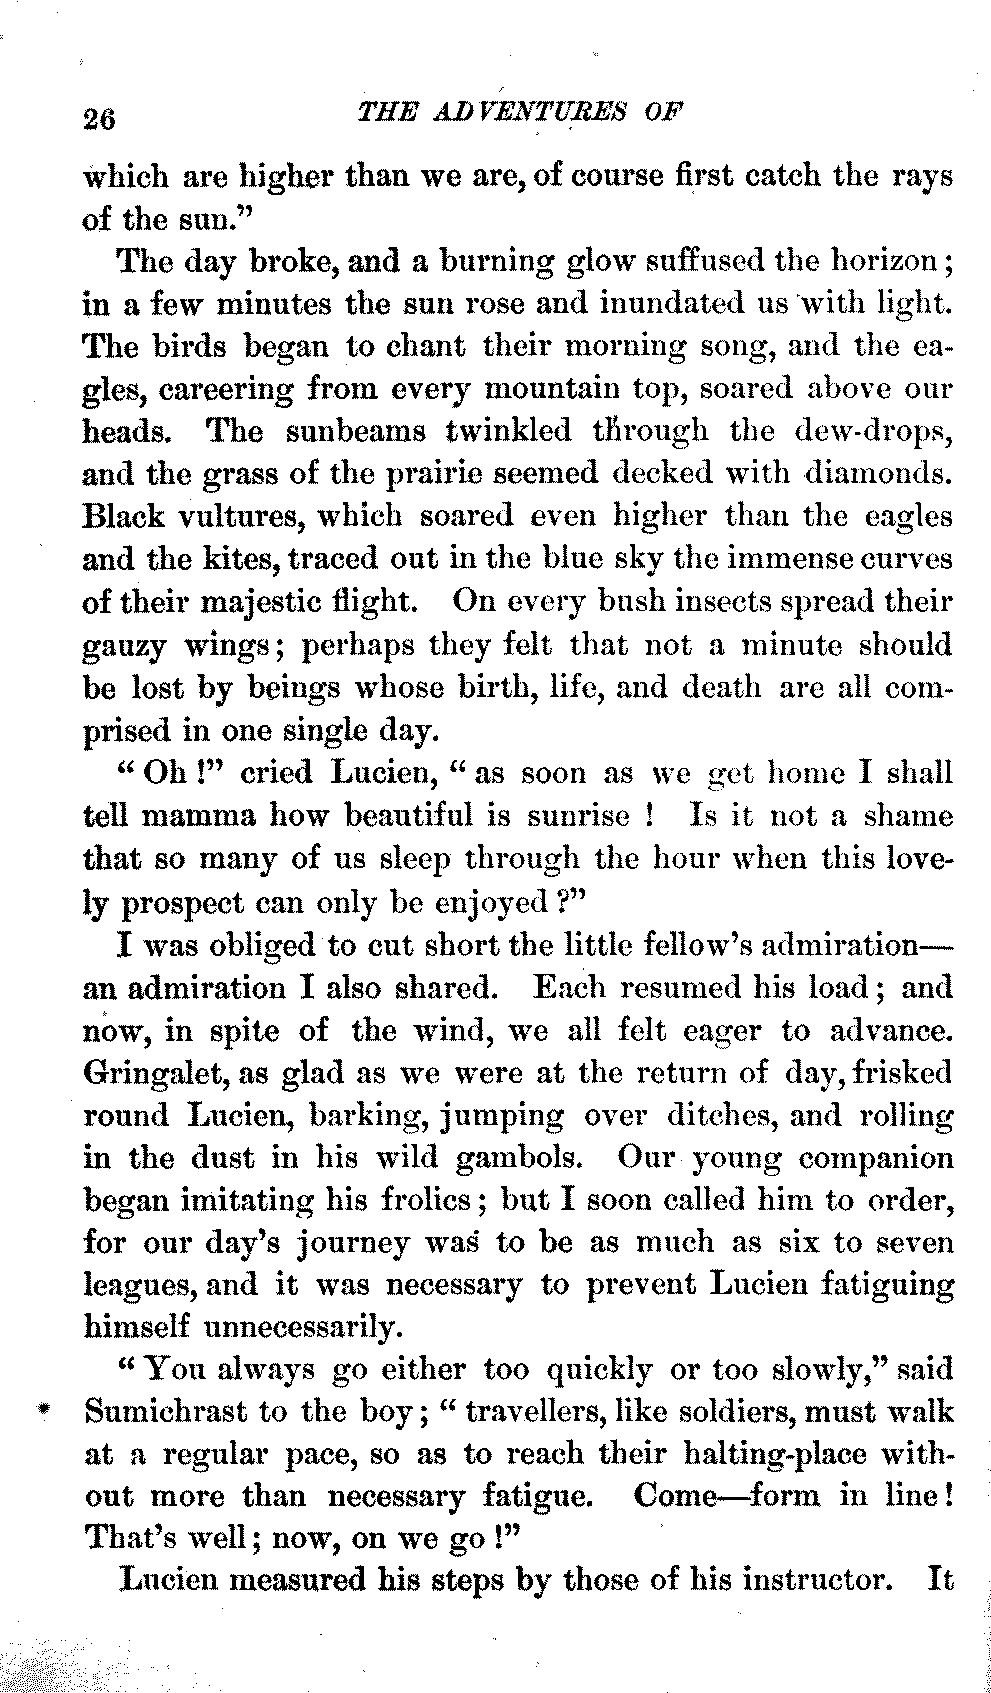 26 THE ADVENTURES OF
which are higher than we are, of course first catch the rays
of the sun."
The day broke, and a burning glow suffused the horizon;
in a few minutes the sun rose and inundated us with light.
The birds began to chant their morning song, and the ea-
gles, careering from every mountain top, soared above our
heads. The sunbeams twinkled through the dew-drops,
and the grass of the prairie seemed decked with diamonds.
Black vultures, which soared even higher than the eagles
and the kites, traced out in the blue sky the immense curves
of their majestic flight. On every bush insects spread their
gauzy wings; perhaps they felt that not a minute should
be lost by beings whose birth, life, and death are all com-
prised in one single day.
"Oh!" cried Lucien, "as soon as we get home I shall
tell mamma how beautiful is sunrise! Is it not a shame
that so many of us sleep through the hour when this love-
ly prospect can only be enjoyed?"
I was obliged to cut short the little fellow's admiration—
an admiration I also shared. Each resumed his load; and
now, in spite of the wind, we all felt eager to advance.
Gringalet, as glad as we were at the return of day, frisked
round Lucien, barking, jumping over ditches, and rolling
in the dust in his wild gambols. Our young companion
began imitating his frolics; but I soon called him to order,
for our day's journey was to be as much as six to seven
leagues, and it was necessary to prevent Lucien fatiguing
himself unnecessarily.
"You always go either too quickly or too slowly," said
Sumichrast to the boy; "travellers, like soldiers, must walk
at a regular pace, so as to reach their halting-place with-
out more than necessary fatigue. Come—form in line!
That's well; now, on we go!"
Lucien measured his steps by those of his instructor. It